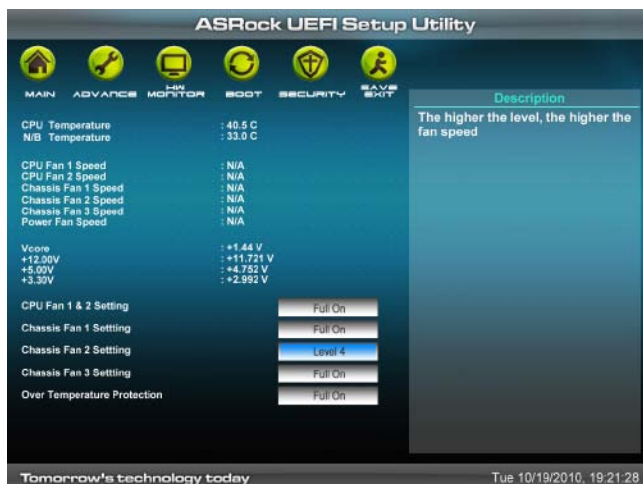 ASRock UEFI Setup Utility
MAIN ADVANCE HW MONITOR BOOT SECURITY SAVE EXIT
Description
The higher the level, the higher the
fan speed
CPU Temperature : 40.5 C
N/B Temperature : 33.0 C
CPU Fan 1 Speed : N/A
CPU Fan 2 Speed : N/A
Chassis Fan 1 Speed : N/A
Chassis Fan 2 Speed : N/A
Chassis Fan 3 Speed : N/A
Power Fan Speed : N/A
Vcore : +1.44 V
+12.00V : +11.721 V
+5.00V : +4.752 V
+3.30V : +2.992 V
CPU Fan 1 & 2 Setting Full On
Chassis Fan 1 Settting Full On
Chassis Fan 2 Settting Level 4
Chassis Fan 3 Settting Full On
Over Temperature Protection Full On
Tomorrow's technology today Tue 10/19/2010, 19:21:28